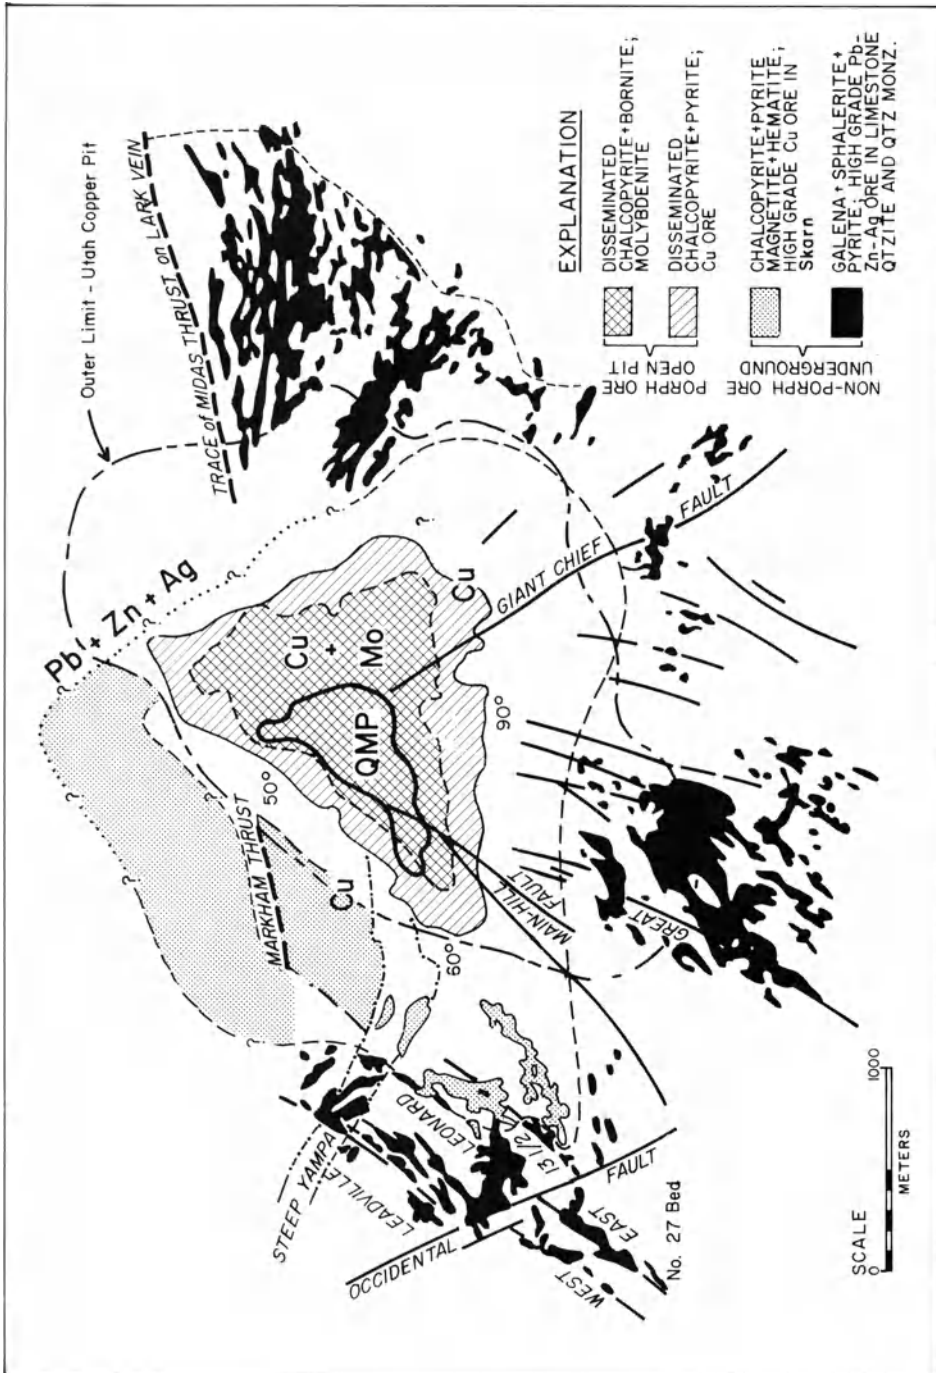 Outer Limit - Utah Copper Pit
TRACE of MIDAS THRUST on LARK VEIN
Pb + Zn + Ag
?
?
?
?
?
?
?
?
?
MARKHAM THRUST
50°
Cu
Cu
+
Mo
QMP
Cu
90°
60°
GIANT CHIEF
FAULT
MAIN-HILL
FAULT
GREAT
STEEP YAMPA
LEADVILLE
LEONARD
13 1/2
OCCIDENTAL
FAULT
No. 27 Bed
EAST
WEST
SCALE
0
1000
METERS
EXPLANATION
PORPH ORE
OPEN PIT
DISSEMINATED
CHALCOPYRITE+BORNITE;
MOLYBDENITE
DISSEMINATED
CHALCOPYRITE+PYRITE;
Cu ORE
NON-PORPH ORE
UNDERGROUND
CHALCOPYRITE+PYRITE
MAGNETITE+HEMATITE;
HIGH GRADE Cu ORE IN
Skarn
GALENA+SPHALERITE+
PYRITE; HIGH GRADE Pb-
Zn-Ag ORE IN LIMESTONE
QTZITE AND QTZ MONZ.